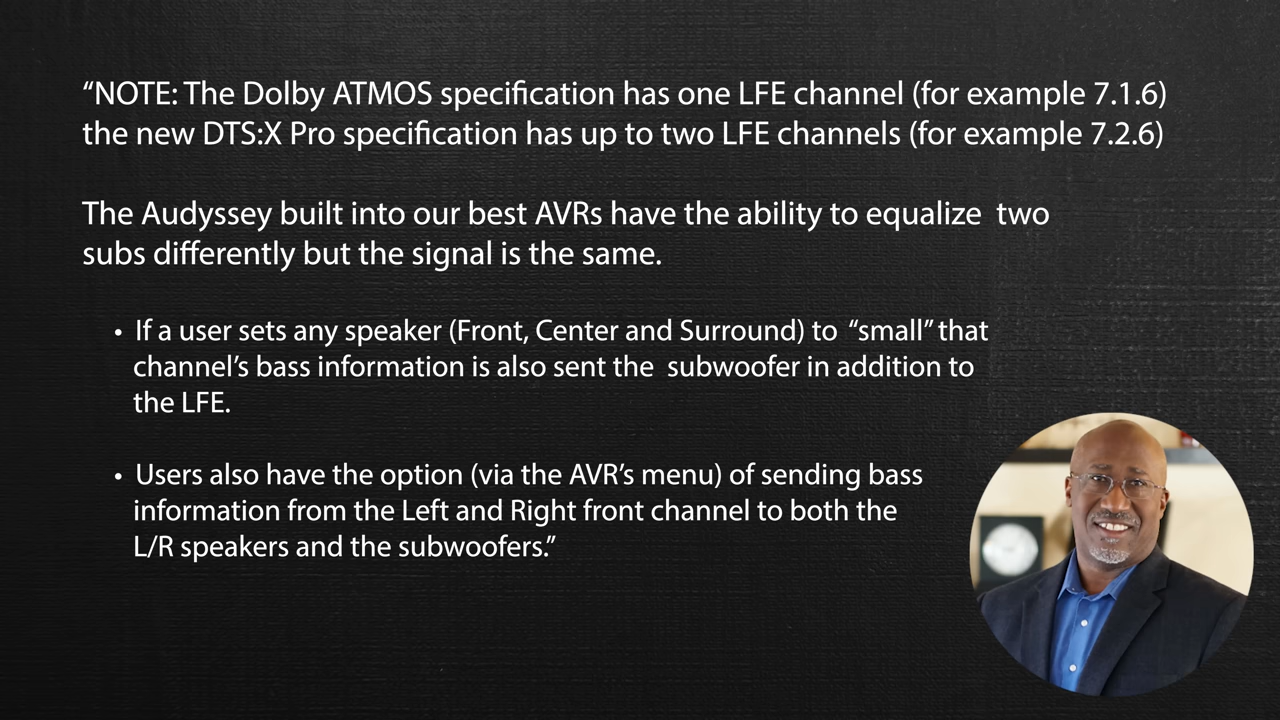 “NOTE: The Dolby ATMOS specification has one LFE channel (for example 7.1.6)
the new DTS:X Pro specification has up to two LFE channels (for example 7.2.6)
The Audyssey built into our best AVRs have the ability to equalize  two
subs differently but the signal is the same.
• If a user sets any speaker (Front, Center and Surround) to  “small” that
channel’s bass information is also sent the  subwoofer in addition to
the LFE.
• Users also have the option (via the AVR’s menu) of sending bass
information from the Left and Right front channel to both the
L/R speakers and the subwoofers.”